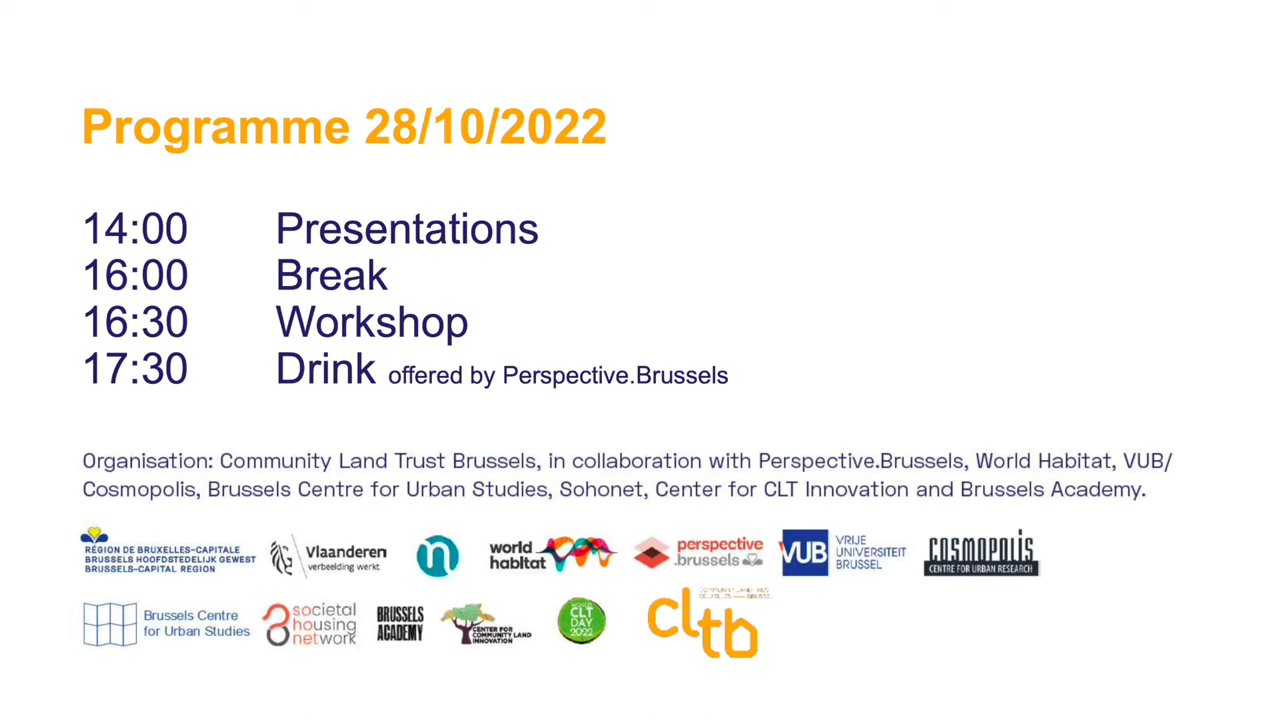 Programme 28/10/2022
14:00 Presentations
16:00 Break
16:30 Workshop
17:30 Drink offered by Perspective.Brussels
Organisation: Community Land Trust Brussels, in collaboration with Perspective.Brussels, World Habitat, VUB/
Cosmopolis, Brussels Centre for Urban Studies, Sohonet, Center for CLT Innovation and Brussels Academy.
RÉGION DE BRUXELLES-CAPITALE
BRUSSELS HOOFDSTEDELIJK GEWEST
BRUSSELS-CAPITAL REGION
Vlaanderen
verbeelding werkt
n
world
habitat
perspective
.brussels
VUB
VRIJE
UNIVERSITEIT
BRUSSEL
COSMOPOLIS
CENTRE FOR URBAN RESEARCH
Brussels Centre
for Urban Studies
societal
housing
network
BRUSSELS
ACADEMY
CENTER FOR
COMMUNITY LAND
INNOVATION
WORLD
CLT
DAY
2022
cltb